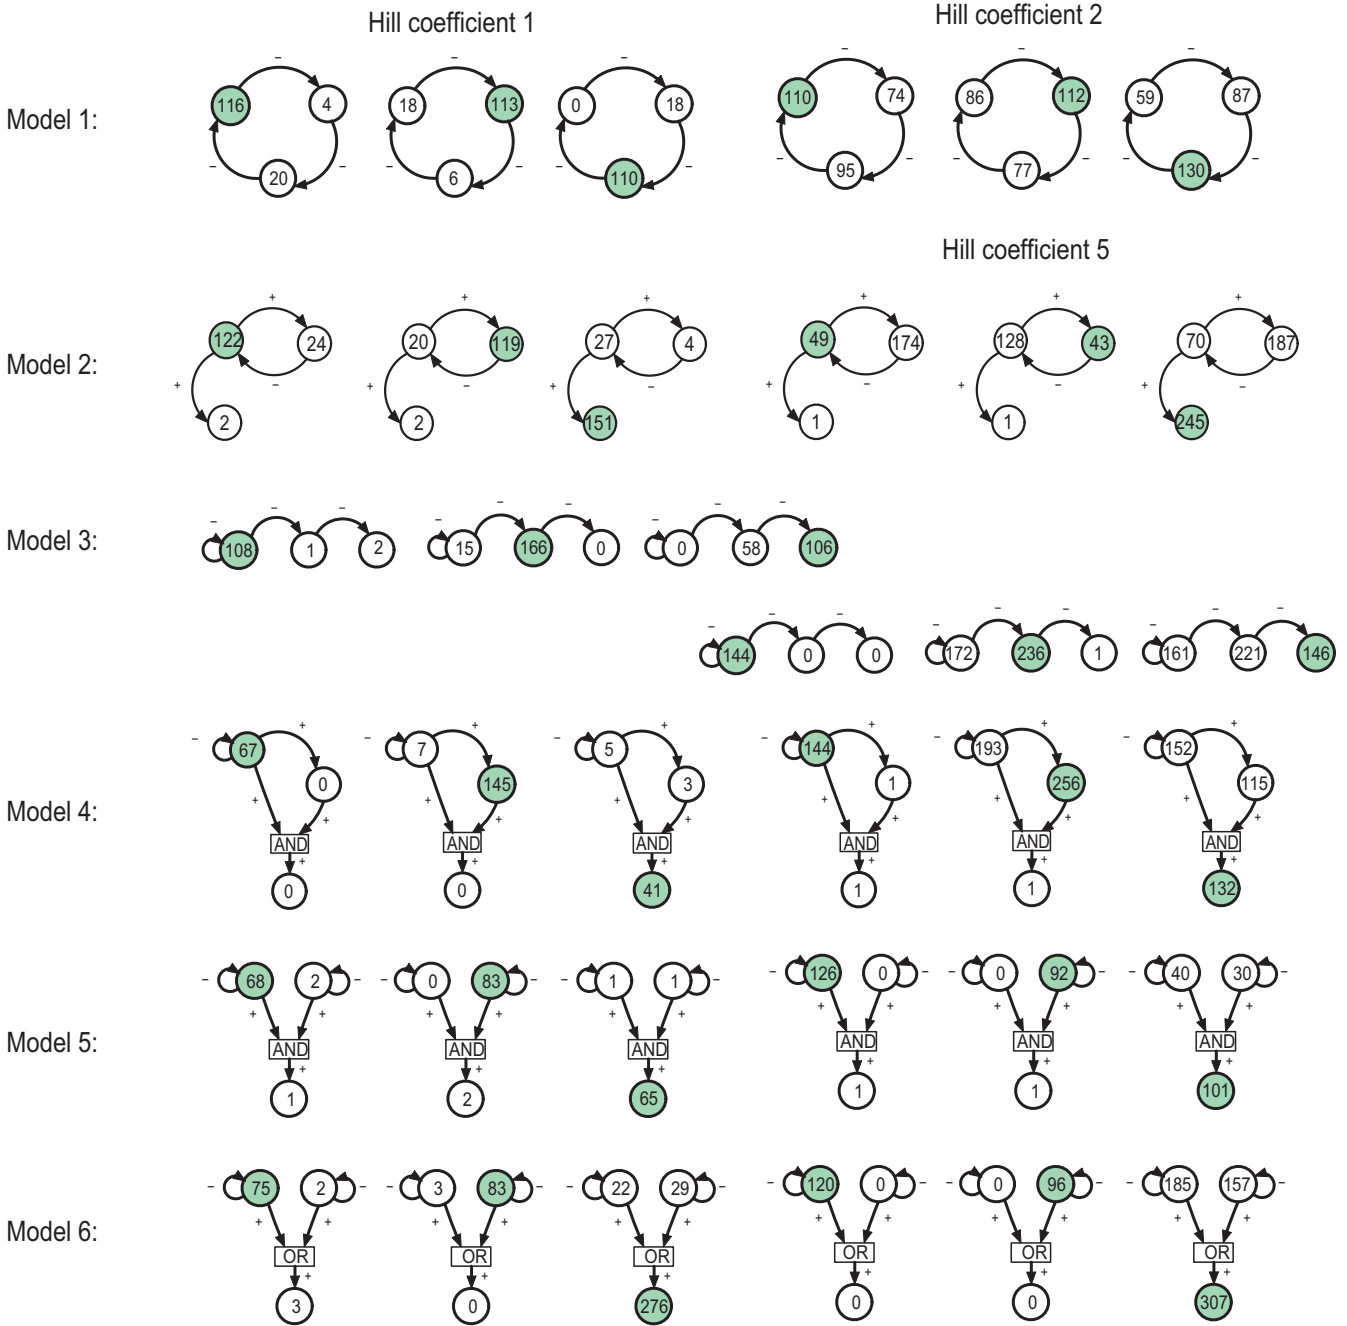 Hill coefficient 1
Hill coefficient 2
Model 1:
− − −
116 4 20
− − −
18 113 6
− − −
0 18 110
− − −
110 74 95
− − −
86 112 77
− − −
59 87 130
Hill coefficient 5
Model 2:
+ + −
122 24 2
+ + −
20 119 2
+ + −
27 4 151
+ + −
49 174 1
+ + −
128 43 1
+ + −
70 187 245
Model 3:
− − −
108 1 2
− − −
15 166 0
− − −
0 58 106
− − −
144 0 0
− − −
172 236 1
− − −
161 221 146
Model 4:
− +
67 0
+ +
AND
+
0
− +
7 145
+ +
AND
+
0
− +
5 3
+ +
AND
+
41
− +
144 1
+ +
AND
+
1
− +
193 256
+ +
AND
+
1
− +
152 115
+ +
AND
+
132
Model 5:
− 68 2 −
+ +
AND
+
1
− 0 83 −
+ +
AND
+
2
− 1 1 −
+ +
AND
+
65
− 126 0 −
+ +
AND
+
1
− 0 92 −
+ +
AND
+
1
− 40 30 −
+ +
AND
+
101
Model 6:
− 75 2 −
+ +
OR
+
3
− 3 83 −
+ +
OR
+
0
− 22 29 −
+ +
OR
+
276
− 120 0 −
+ +
OR
+
0
− 0 96 −
+ +
OR
+
0
− 185 157 −
+ +
OR
+
307